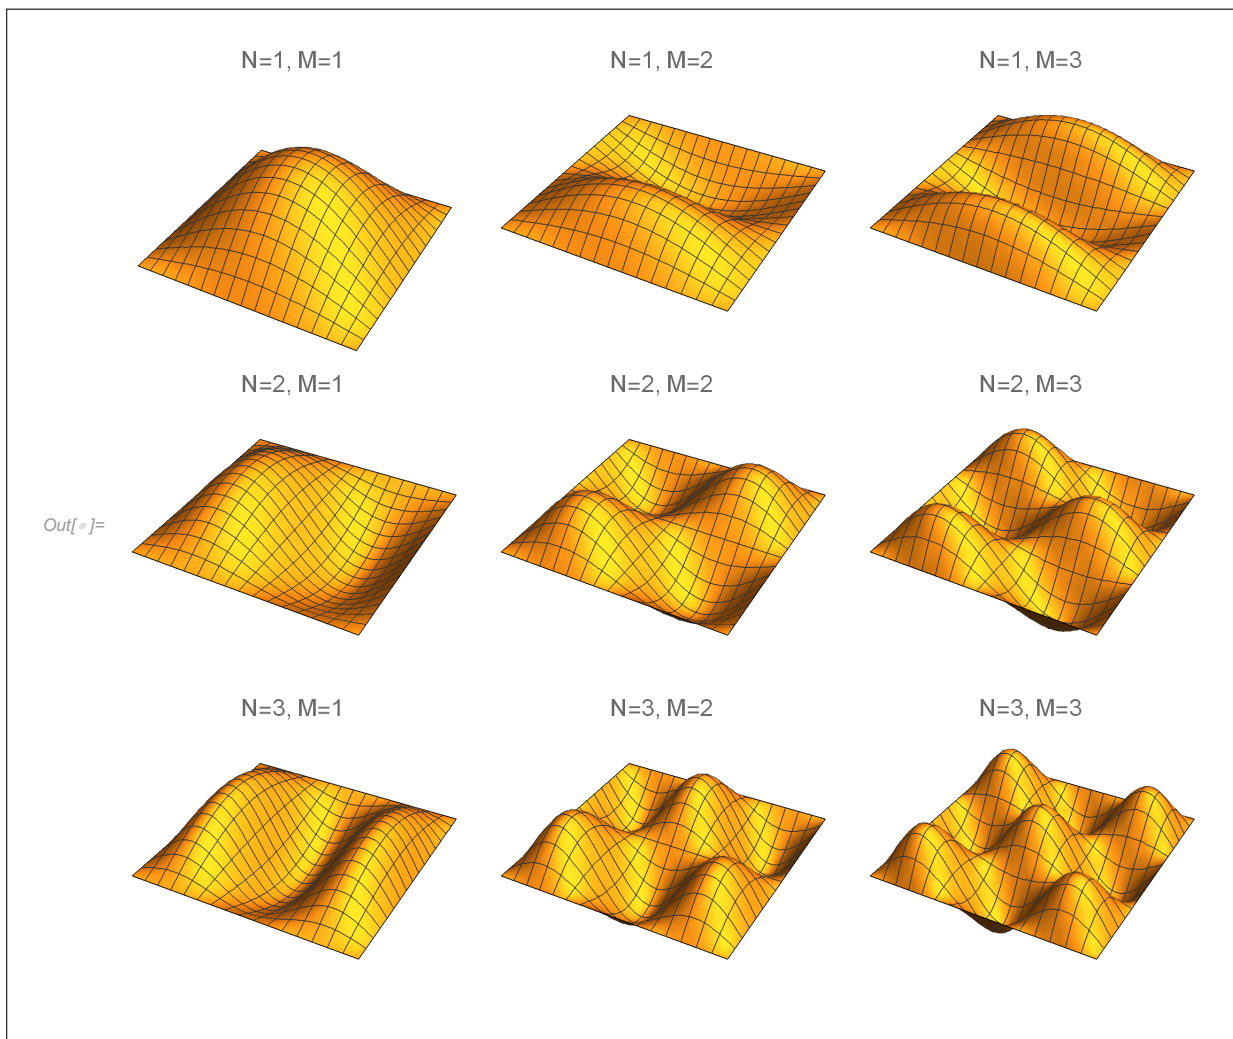 N=1, M=1
N=1, M=2
N=1, M=3
N=2, M=1
N=2, M=2
N=2, M=3
Out[•]=
N=3, M=1
N=3, M=2
N=3, M=3